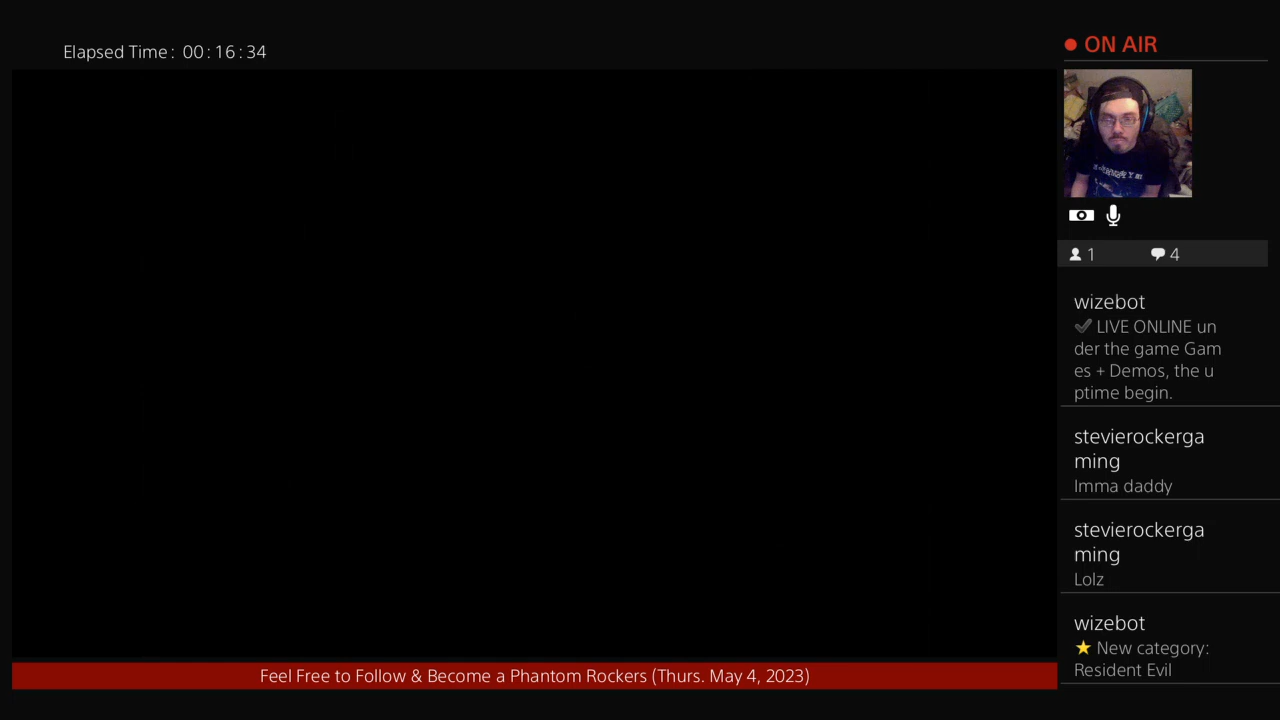 Elapsed Time: 00:16:34
ON AIR
1 4
wizebot
LIVE ONLINE un
der the game Gam
es + Demos, the u
ptime begin.
stevierockerga
ming
Imma daddy
stevierockerga
ming
Lolz
wizebot
New category:
Resident Evil
Feel Free to Follow & Become a Phantom Rockers (Thurs. May 4, 2023)